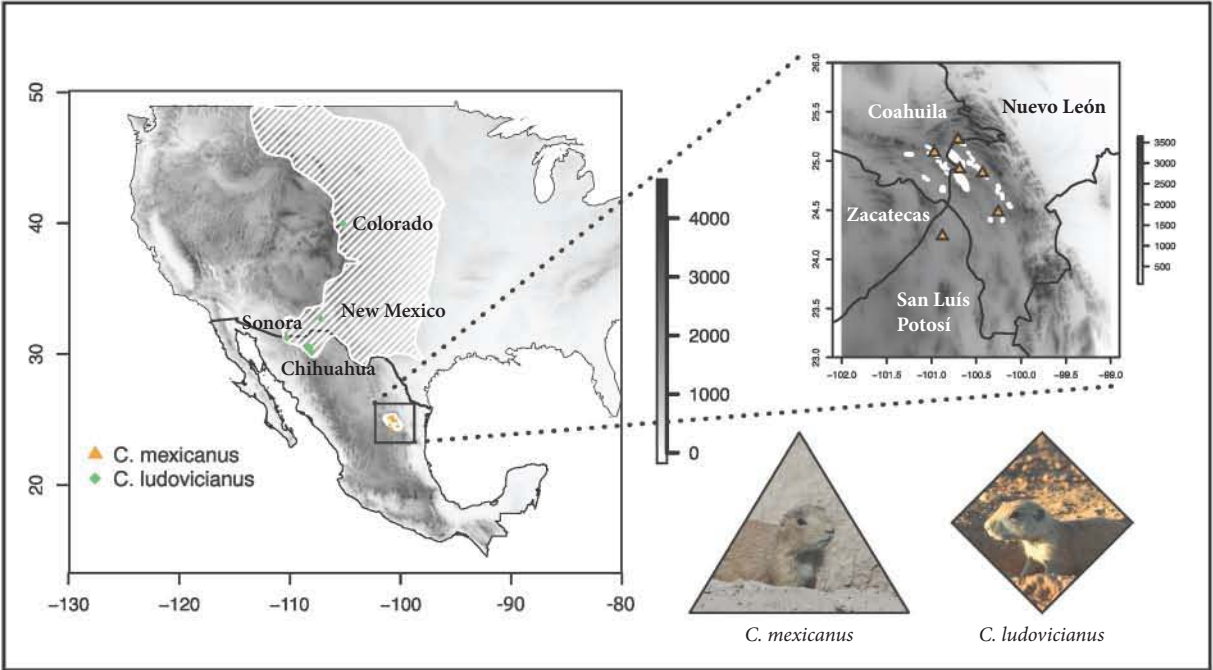 50
40
30
20
−130
−120
−110
−100
-90
-80
Colorado
New Mexico
Sonora
Chihuahua
C. mexicanus
C. ludovicianus
4000
3000
2000
1000
0
26.0
25.5
25.0
24.5
24.0
23.5
23.0
−102.0
−101.5
−101.0
−100.5
−100.0
−99.5
−99.0
Coahuila
Nuevo León
Zacatecas
San Luís
Potosí
3500
3000
2500
2000
1500
1000
500
C. mexicanus
C. ludovicianus